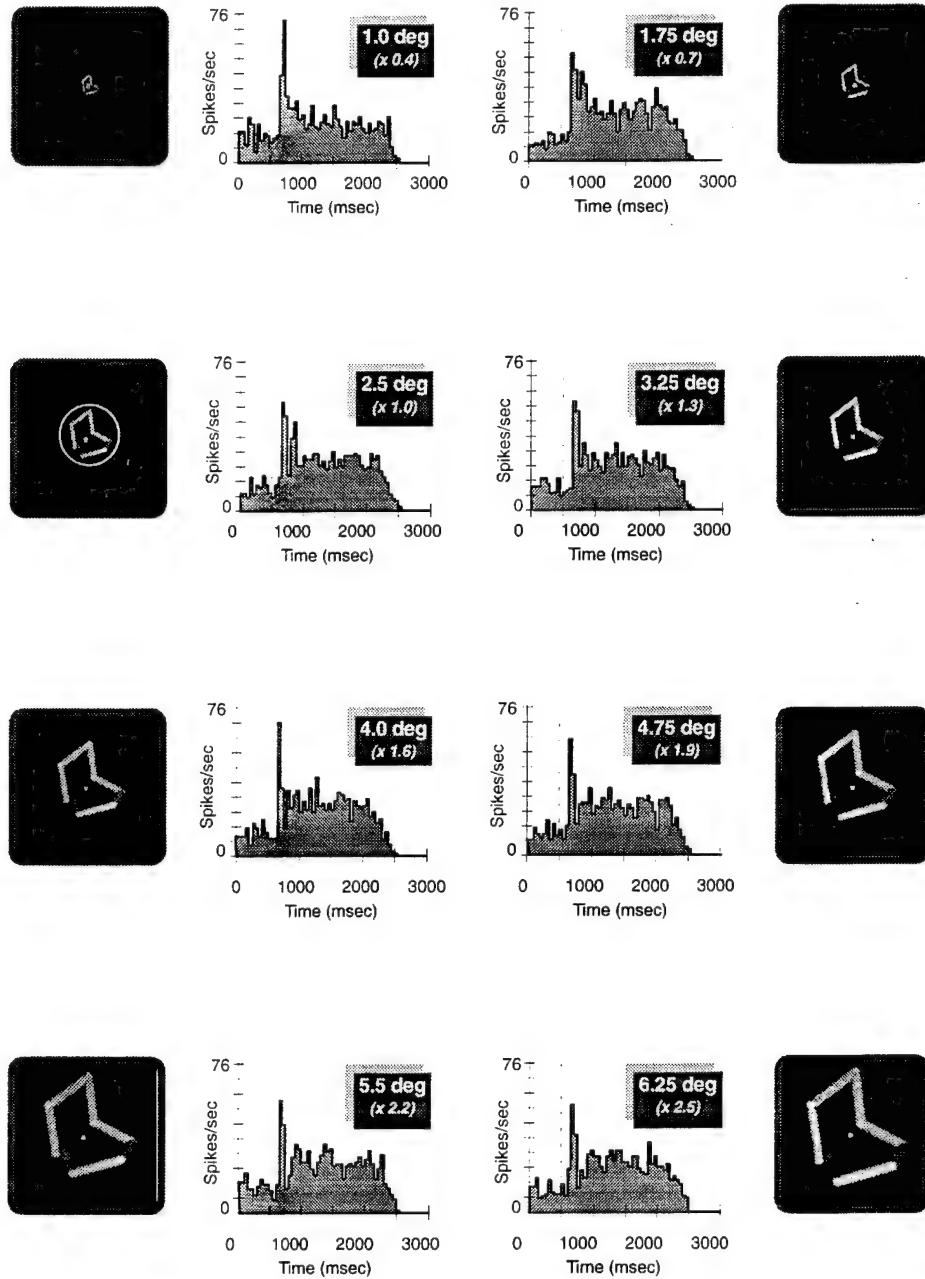 76
Spikes/sec
0
0 1000 2000 3000
Time (msec)
1.0 deg
(x 0.4)
76
Spikes/sec
0
0 1000 2000 3000
Time (msec)
1.75 deg
(x 0.7)
76
Spikes/sec
0
0 1000 2000 3000
Time (msec)
2.5 deg
(x 1.0)
76
Spikes/sec
0
0 1000 2000 3000
Time (msec)
3.25 deg
(x 1.3)
76
Spikes/sec
0
0 1000 2000 3000
Time (msec)
4.0 deg
(x 1.6)
76
Spikes/sec
0
0 1000 2000 3000
Time (msec)
4.75 deg
(x 1.9)
76
Spikes/sec
0
0 1000 2000 3000
Time (msec)
5.5 deg
(x 2.2)
76
Spikes/sec
0
0 1000 2000 3000
Time (msec)
6.25 deg
(x 2.5)